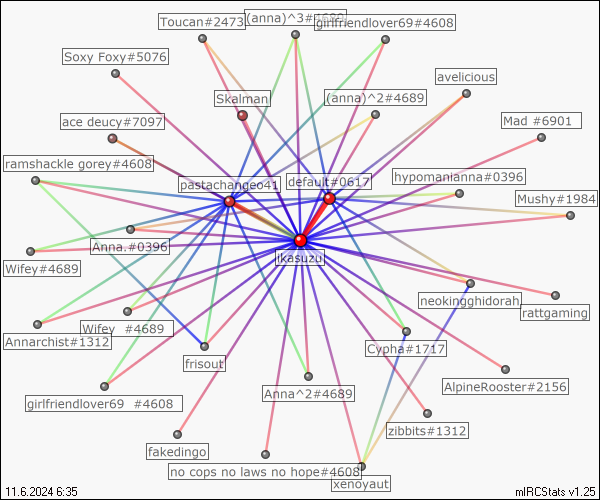 Toucan#2473
(anna)^3#4689
girlfriendlover69#4608
Soxy Foxy#5076
avelicious
Skalman
(anna)^2#4689
ace deucy#7097
Mad #6901
ramshackle gorey#4608
pastachangeo41
default#0617
hypomanianna#0396
Mushy#1984
Anna.#0396
ikasuzu
Wifey#4689
neokingghidorah
rattgaming
Wifey #4689
Annarchist#1312
Cypha#1717
frisout
AlpineRooster#2156
Anna^2#4689
girlfriendlover69 #4608
zibbits#1312
fakedingo
no cops no laws no hope#4608
xenoyaut
11.6.2024 6:35
mIRCStats v1.25